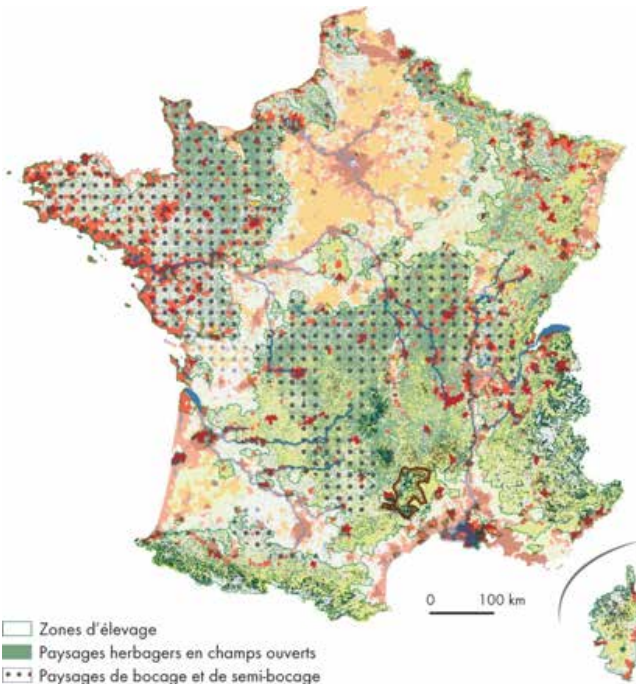 0 100 km
Zones d'élevage
Paysages herbagers en champs ouverts
Paysages de bocage et de semi-bocage